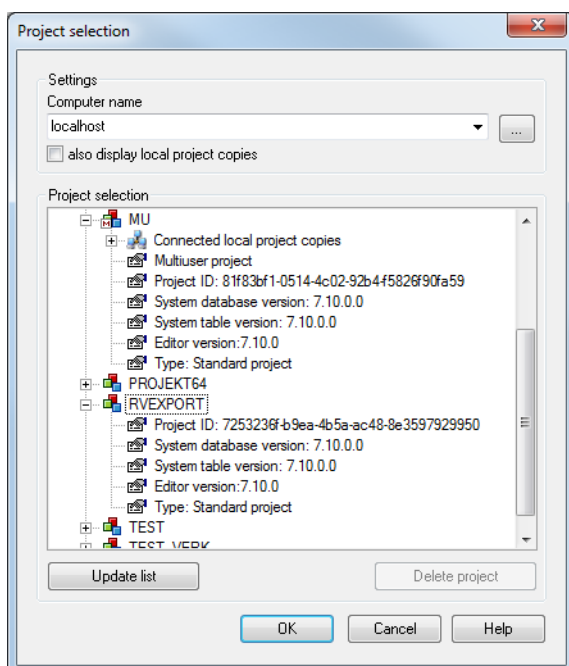 Project selection
Settings
Computer name
localhost
...
also display local project copies
Project selection
MU
Connected local project copies
Multiuser project
Project ID: 81f83bf1-0514-4c02-92b4-f5826f90fa59
System database version: 7.10.0.0
System table version: 7.10.0.0
Editor version:7.10.0
Type: Standard project
PROJEKT64
RVEXPORT
Project ID: 7253236f-b9ea-4b5a-ac48-8e3597929950
System database version: 7.10.0.0
System table version: 7.10.0.0
Editor version:7.10.0
Type: Standard project
TEST
TEST_VERK
Update list
Delete project
OK
Cancel
Help